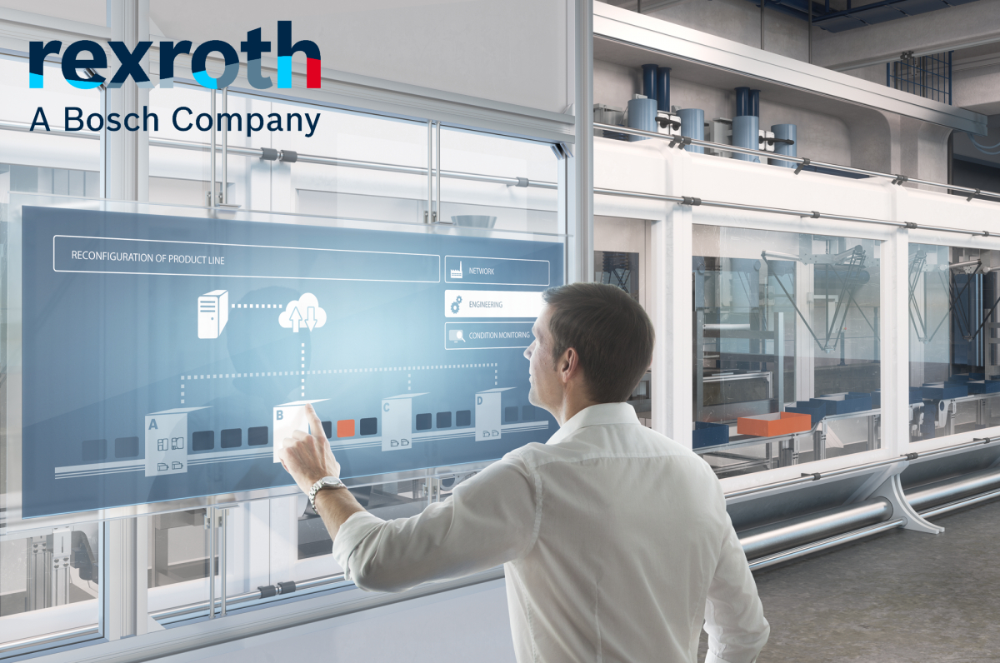 rexroth
A Bosch Company
RECONFIGURATION OF PRODUCT LINE
NETWORK
ENGINEERING
CONDITION MONITORING
A
B
C
D